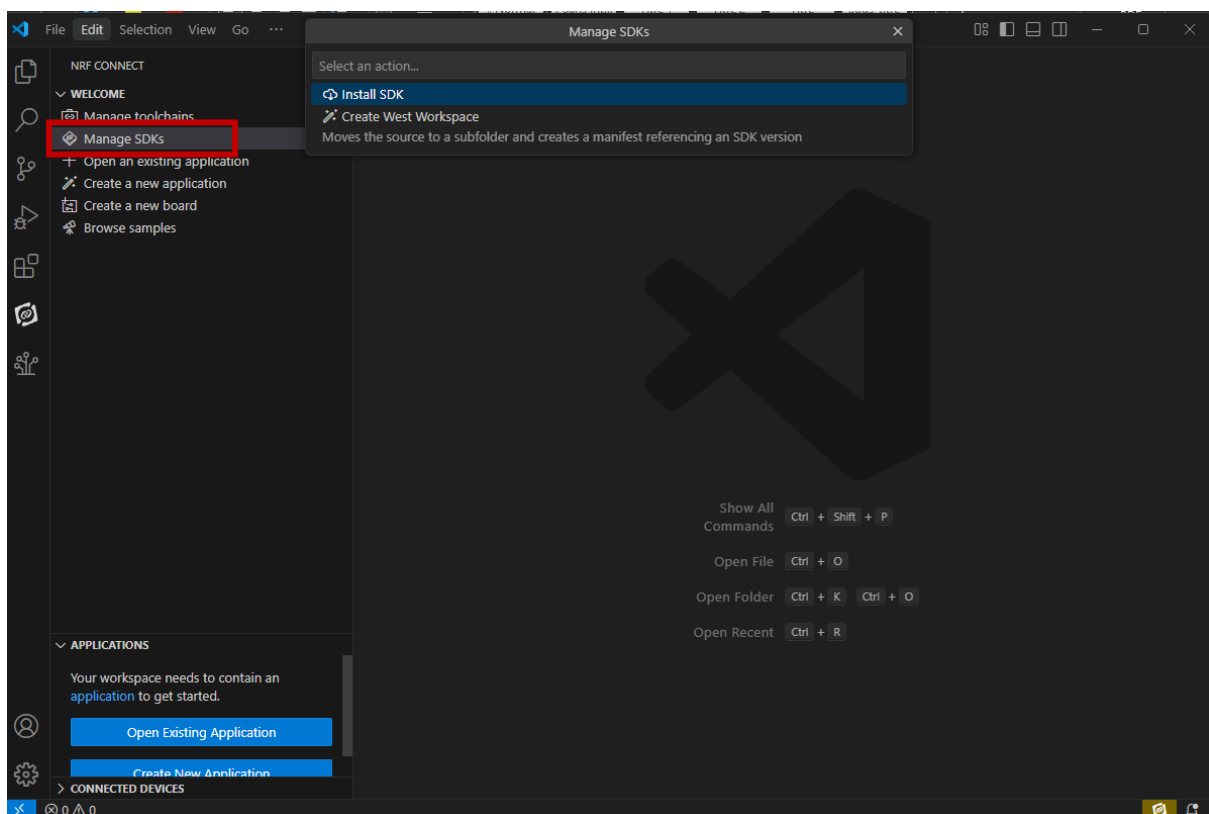 File Edit Selection View Go ···
Manage SDKs
NRF CONNECT
Select an action...
WELCOME
Install SDK
Manage toolchains
Create West Workspace
Manage SDKs
Moves the source to a subfolder and creates a manifest referencing an SDK version
Open an existing application
Create a new application
Create a new board
Browse samples
Show All Commands Ctrl + Shift + P
Open File Ctrl + O
Open Folder Ctrl + K Ctrl + O
Open Recent Ctrl + R
APPLICATIONS
Your workspace needs to contain an
application to get started.
Open Existing Application
Create New Application
CONNECTED DEVICES
0 0